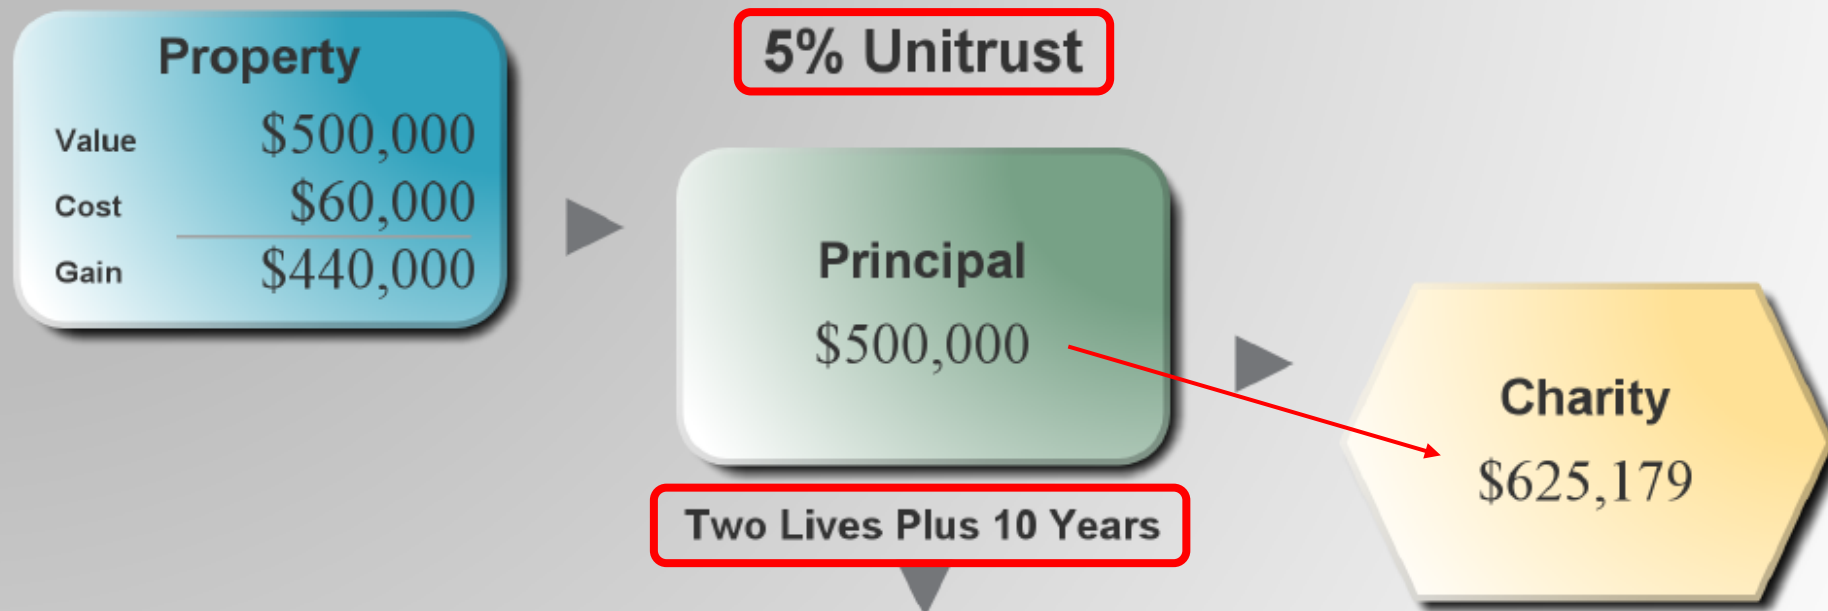 Property
Value $500,000
Cost $60,000
Gain $440,000
5% Unitrust
Principal
$500,000
Two Lives Plus 10 Years
Charity
$625,179